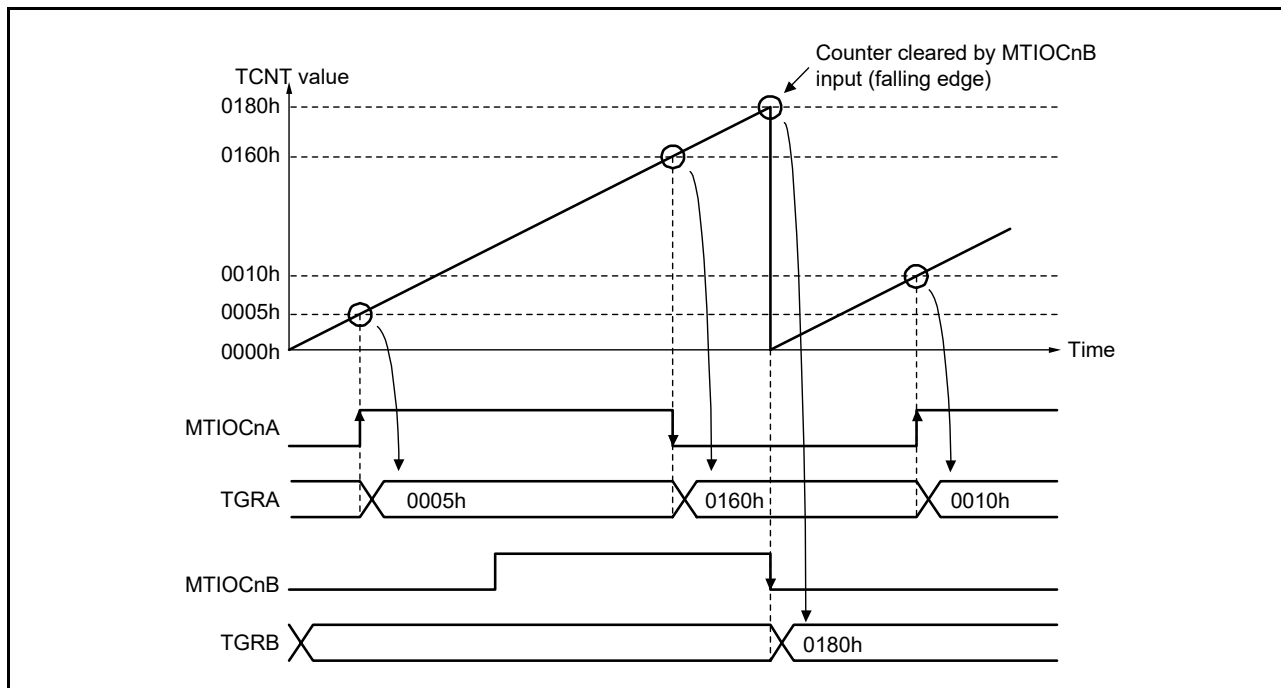 Counter cleared by MTIOCnB
input (falling edge)
TCNT value
0180h
0160h
0010h
0005h
0000h
Time
MTIOCnA
TGRA
0005h
0160h
0010h
MTIOCnB
TGRB
0180h